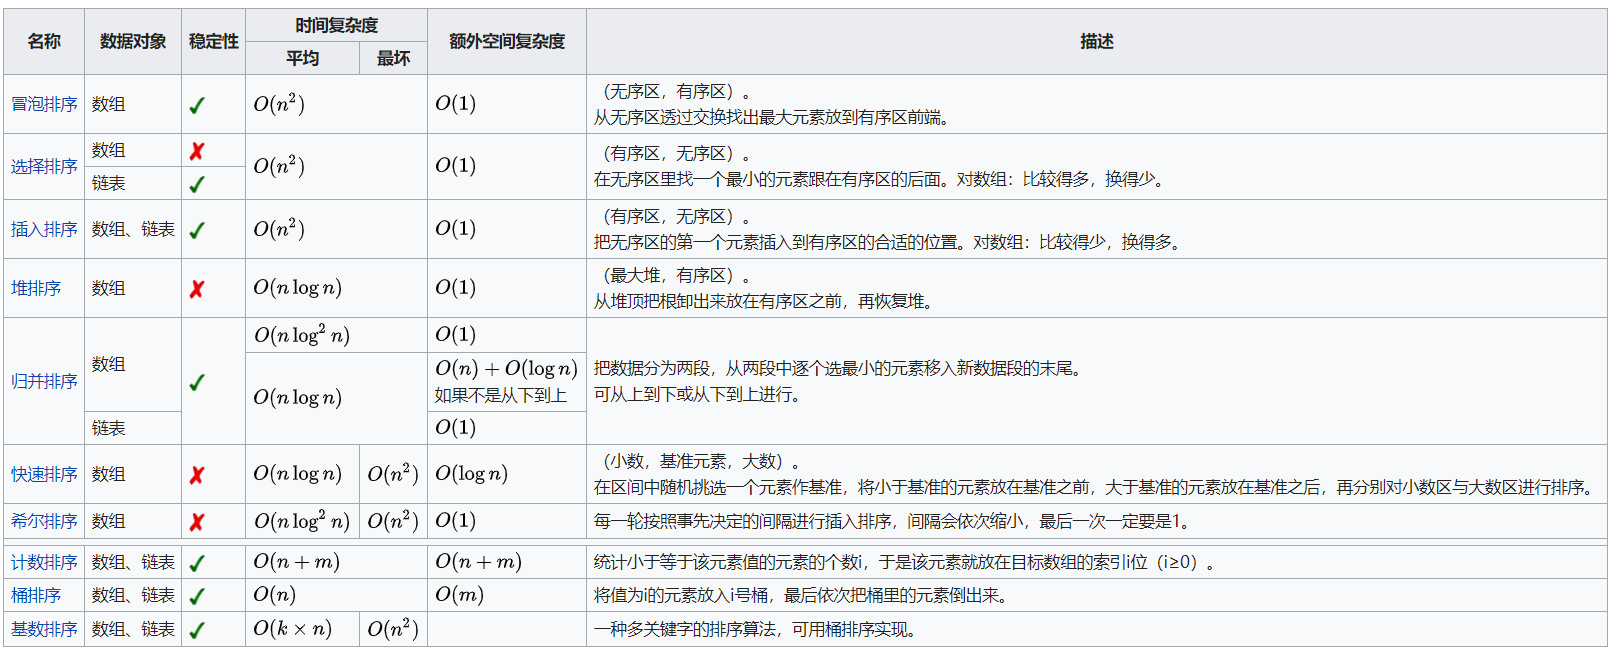 名称 数据对象 稳定性 时间复杂度 额外空间复杂度 描述
平均 最坏
冒泡排序 数组 ✓ O(n²) O(1) （无序区，有序区）。
从无序区透过交换找出最大元素放到有序区前端。
选择排序 数组 ✗ O(n²) O(1) （有序区，无序区）。
链表 ✓ 在无序区里找一个最小的元素跟在有序区的后面。对数组：比较得多，换得少。
插入排序 数组、链表 ✓ O(n²) O(1) （有序区，无序区）。
把无序区的第一个元素插入到有序区的合适的位置。对数组：比较得少，换得多。
堆排序 数组 ✗ O(n log n) O(1) （最大堆，有序区）。
从堆顶把根卸出来放在有序区之前，再恢复堆。
归并排序 数组 ✓ O(n log² n) O(1)
O(n log n) O(n) + O(log n) 把数据分为两段，从两段中逐个选最小的元素移入新数据段的末尾。
如果不是从下到上 可从上到下或从下到上进行。
链表 O(1)
快速排序 数组 ✗ O(n log n) O(n²) O(log n) （小数，基准元素，大数）。
在区间中随机挑选一个元素作基准，将小于基准的元素放在基准之前，大于基准的元素放在基准之后，再分别对小数区与大数区进行排序。
希尔排序 数组 ✗ O(n log² n) O(n²) O(1) 每一轮按照事先决定的间隔进行插入排序，间隔会依次缩小，最后一次一定要是1。
计数排序 数组、链表 ✓ O(n + m) O(n + m) 统计小于等于该元素值的元素的个数i，于是该元素就放在目标数组的索引i位（i≥0）。
桶排序 数组、链表 ✓ O(n) O(m) 将值为i的元素放入i号桶，最后依次把桶里的元素倒出来。
基数排序 数组、链表 ✓ O(k × n) O(n²) 一种多关键字的排序算法，可用桶排序实现。